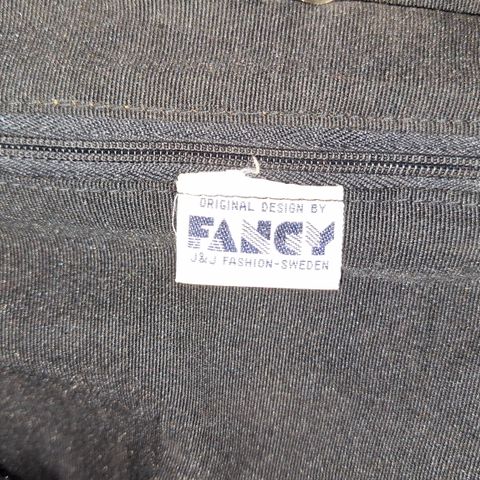 ORIGINAL DESIGN BY
FANCY
J&J FASHION-SWEDEN